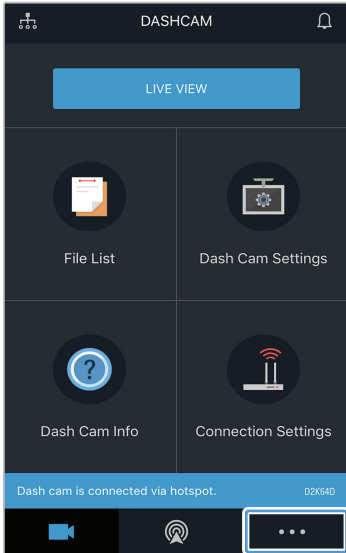 DASHCAM
LIVE VIEW
File List
Dash Cam Settings
?
Dash Cam Info
Connection Settings
Dash cam is connected via hotspot.
D2K64D